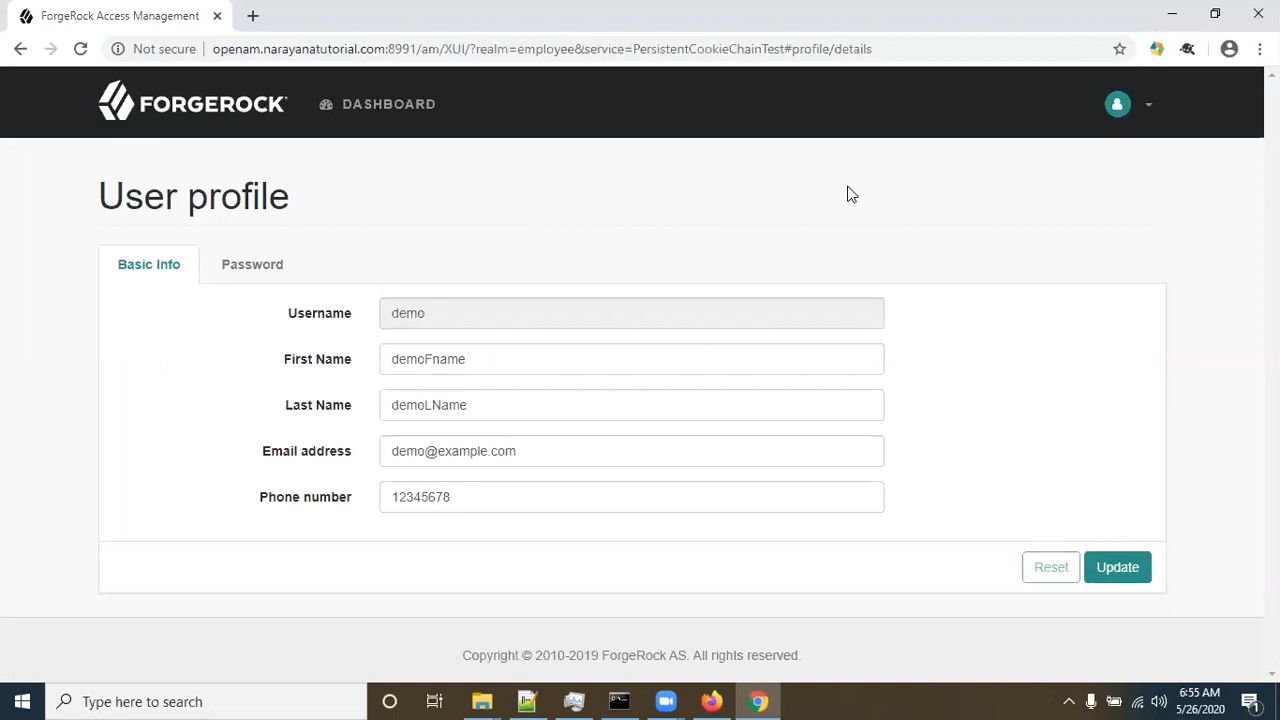 ForgeRock Access Management
Not secure
openam.narayanatutorial.com:8991/am/XUI/?realm=employee&service=PersistentCookieChainTest#profile/details
FORGEROCK
DASHBOARD
User profile
Basic Info
Password
Username
demo
First Name
demoFname
Last Name
demoLName
Email address
demo@example.com
Phone number
12345678
Reset
Update
Copyright © 2010-2019 ForgeRock AS. All rights reserved.
Type here to search
6:55 AM
5/26/2020
1